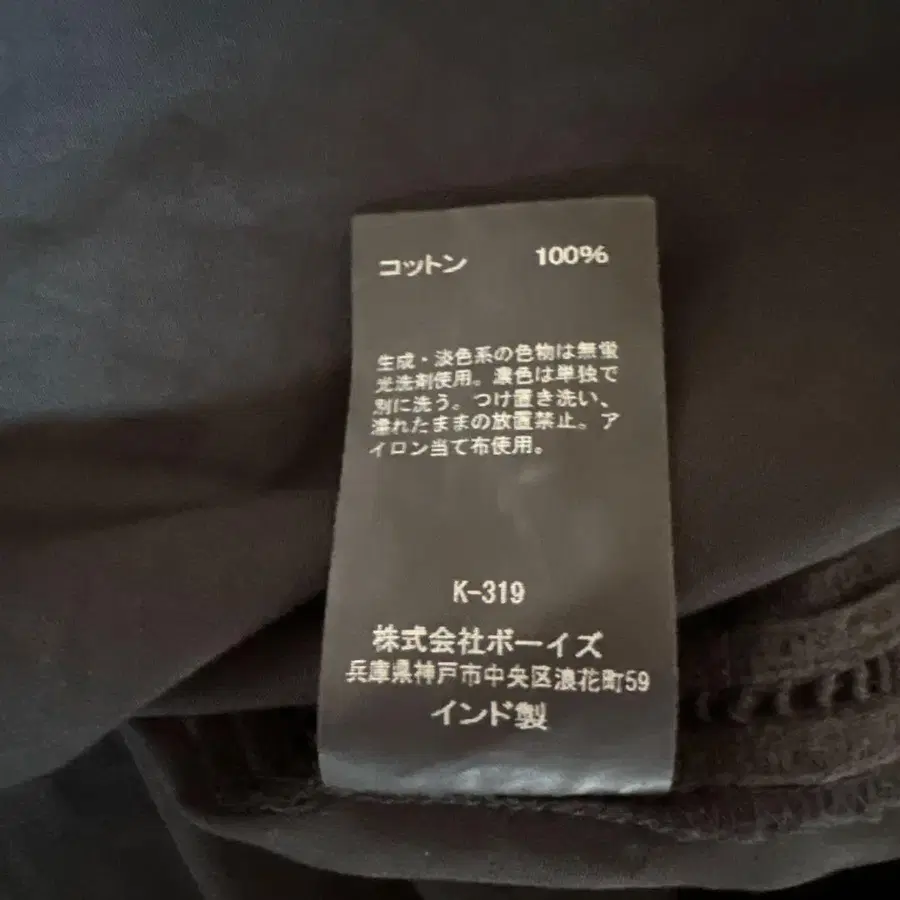 コットン 100%
生成・淡色系の色物は無蛍
光洗剤使用。濃色は単独で
別に洗う。つけ置き洗い、
濡れたままの放置禁止。ア
イロン当て布使用。
K-319
株式会社ボーイズ
兵庫県神戸市中央区浪花町59
インド製